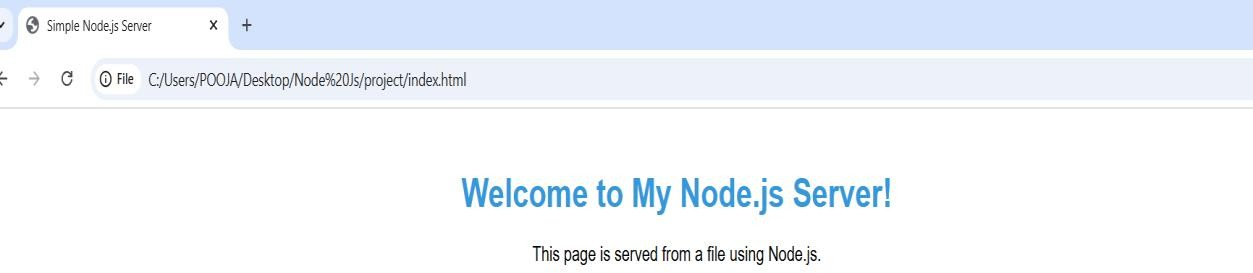 Simple Node.js Server
File C:/Users/POOJA/Desktop/Node%20Js/project/index.html
Welcome to My Node.js Server!
This page is served from a file using Node.js.